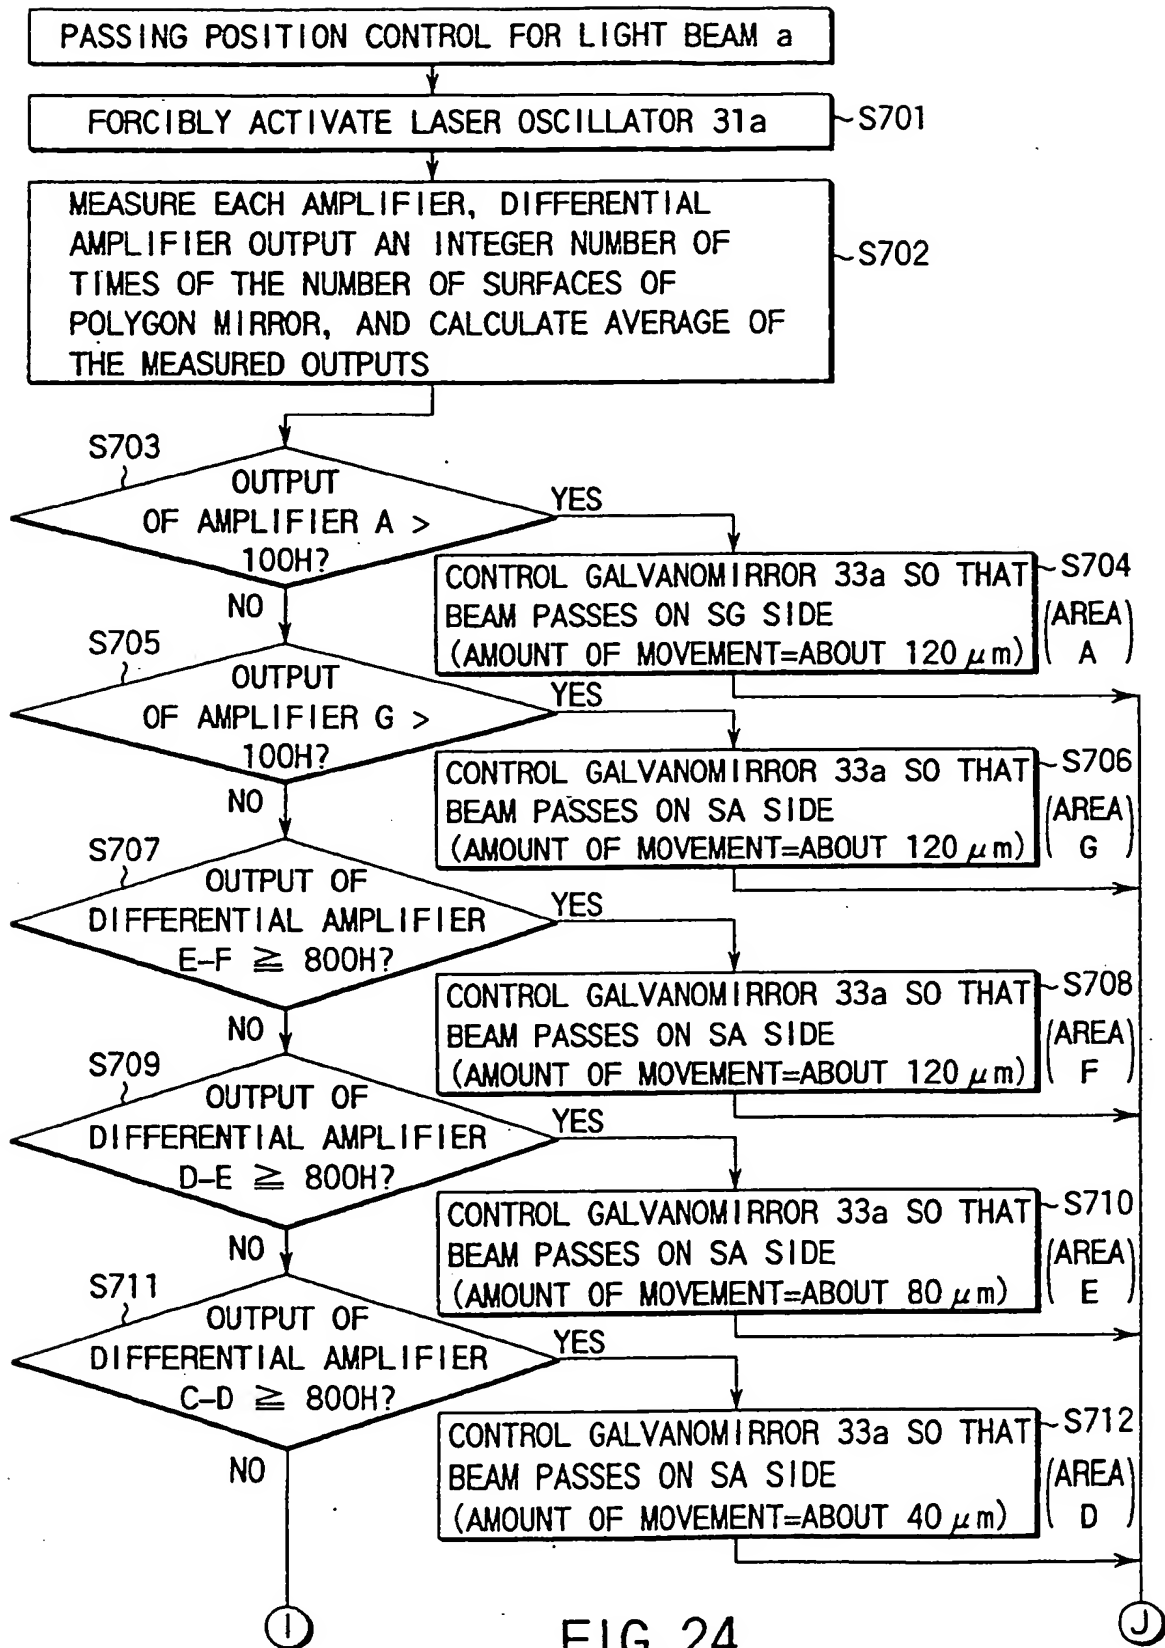 PASSING POSITION CONTROL FOR LIGHT BEAM a
FORCIBLY ACTIVATE LASER OSCILLATOR 31a
S701
MEASURE EACH AMPLIFIER, DIFFERENTIAL
AMPLIFIER OUTPUT AN INTEGER NUMBER OF
TIMES OF THE NUMBER OF SURFACES OF
POLYGON MIRROR, AND CALCULATE AVERAGE OF
THE MEASURED OUTPUTS
S702
S703
OUTPUT
OF AMPLIFIER A >
100H?
YES
NO
CONTROL GALVANOMIRROR 33a SO THAT
BEAM PASSES ON SG SIDE
(AMOUNT OF MOVEMENT=ABOUT 120 μm)
S704
(AREA
A)
S705
OUTPUT
OF AMPLIFIER G >
100H?
YES
NO
CONTROL GALVANOMIRROR 33a SO THAT
BEAM PASSES ON SA SIDE
(AMOUNT OF MOVEMENT=ABOUT 120 μm)
S706
(AREA
G)
S707
OUTPUT OF
DIFFERENTIAL AMPLIFIER
E-F ≧ 800H?
YES
NO
CONTROL GALVANOMIRROR 33a SO THAT
BEAM PASSES ON SA SIDE
(AMOUNT OF MOVEMENT=ABOUT 120 μm)
S708
(AREA
F)
S709
OUTPUT OF
DIFFERENTIAL AMPLIFIER
D-E ≧ 800H?
YES
NO
CONTROL GALVANOMIRROR 33a SO THAT
BEAM PASSES ON SA SIDE
(AMOUNT OF MOVEMENT=ABOUT 80 μm)
S710
(AREA
E)
S711
OUTPUT OF
DIFFERENTIAL AMPLIFIER
C-D ≧ 800H?
YES
NO
CONTROL GALVANOMIRROR 33a SO THAT
BEAM PASSES ON SA SIDE
(AMOUNT OF MOVEMENT=ABOUT 40 μm)
S712
(AREA
D)
I
J
FIG. 24